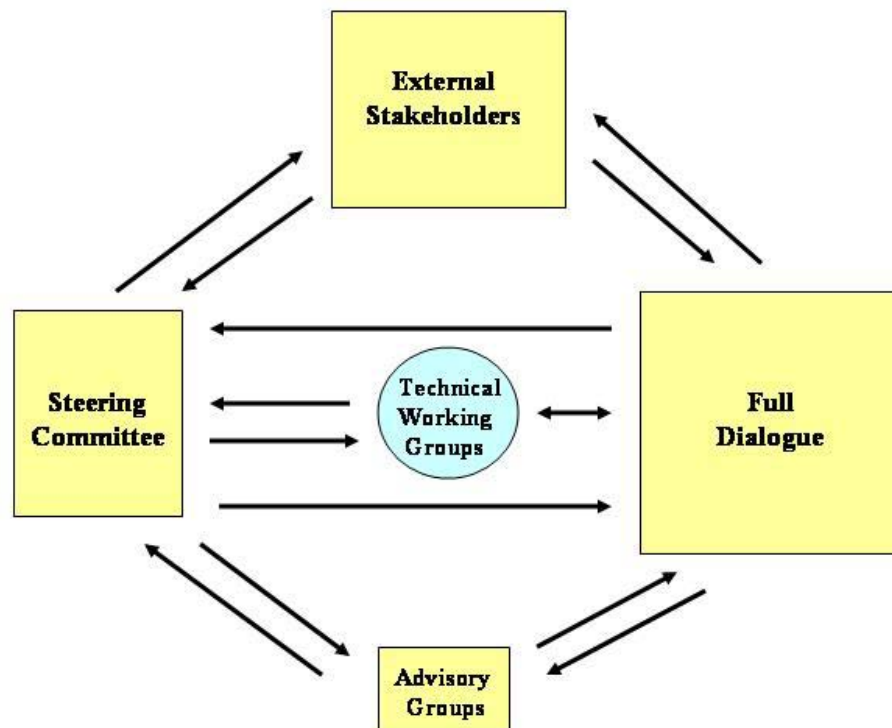 External
Stakeholders
Steering
Committee
Technical
Working
Groups
Full
Dialogue
Advisory
Groups